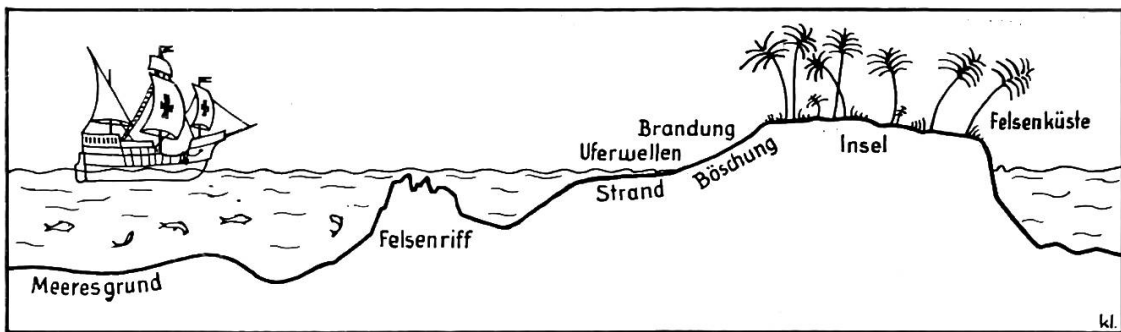 Brandung
Felsenküste
Uferwellen
Insel
Böschung
Strand
Felsenriff
Meeresgrund
kl.